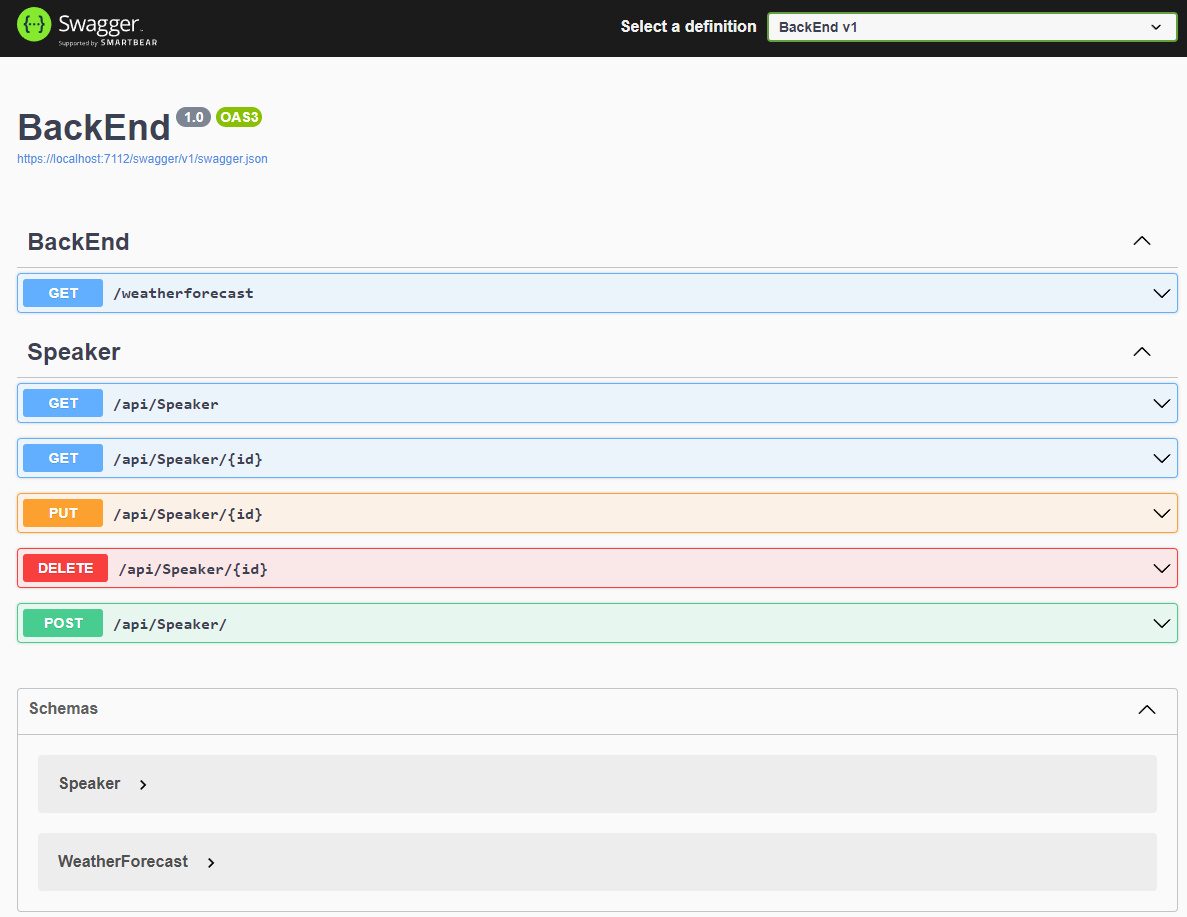 Swagger
Supported by SMARTBEAR
Select a definition
BackEnd v1
BackEnd 1.0 OAS3
https://localhost:7112/swagger/v1/swagger.json
BackEnd
GET /weatherforecast
Speaker
GET /api/Speaker
GET /api/Speaker/{id}
PUT /api/Speaker/{id}
DELETE /api/Speaker/{id}
POST /api/Speaker/
Schemas
Speaker
WeatherForecast